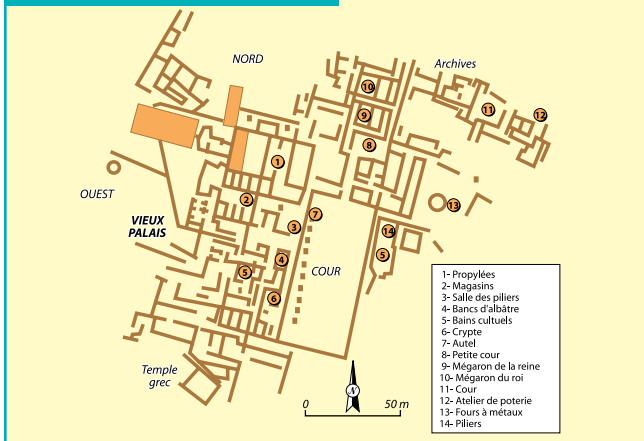 NORD
Archives
10
11
9
12
8
1
OUEST
2
13
VIEUX
PALAIS
7
3
14
4
5
COUR
5
6
1- Propylées
2- Magasins
3- Salle des piliers
4- Bancs d'albâtre
5- Bains cultuels
6- Crypte
7- Autel
8- Petite cour
9- Mégaron de la reine
10- Mégaron du roi
11- Cour
12- Atelier de poterie
13- Fours à métaux
14- Piliers
Temple
grec
N
0 50 m